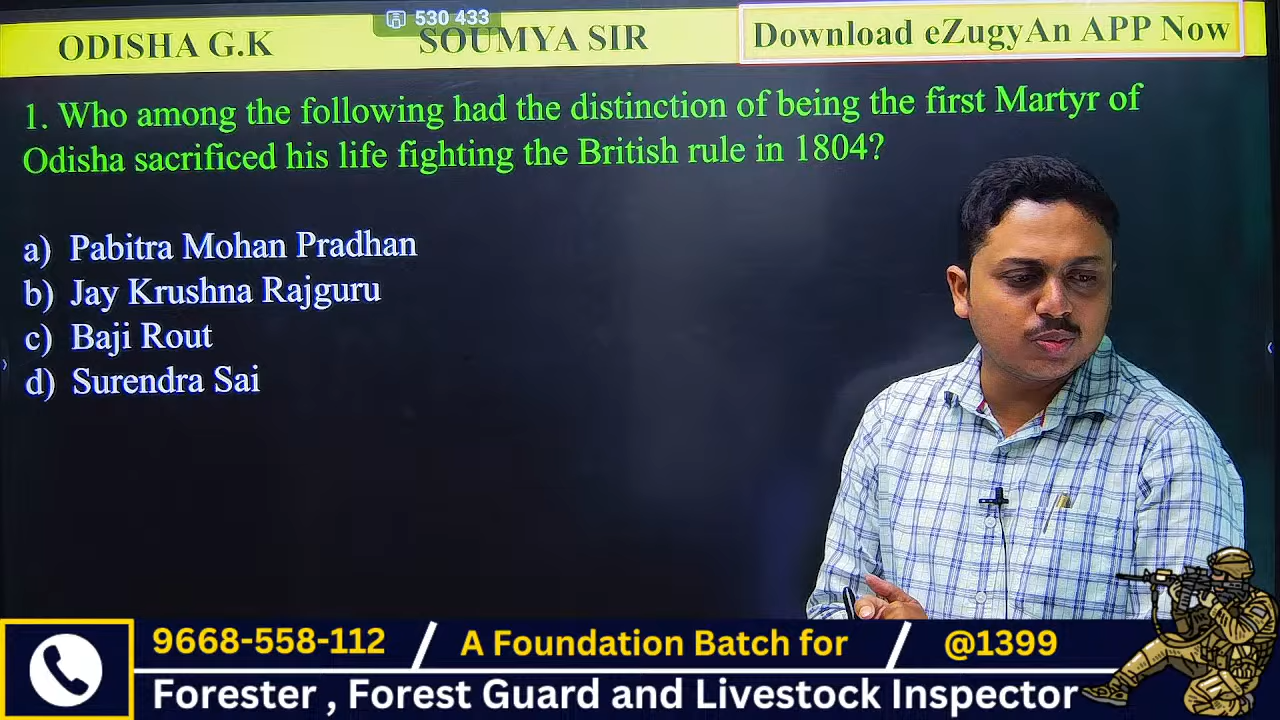 530 433
ODISHA G.K
SOUMYA SIR
Download eZugyAn APP Now
1. Who among the following had the distinction of being the first Martyr of
Odisha sacrificed his life fighting the British rule in 1804?
a) Pabitra Mohan Pradhan
b) Jay Krushna Rajguru
c) Baji Rout
d) Surendra Sai
9668-558-112 / A Foundation Batch for / @1399
Forester , Forest Guard and Livestock Inspector